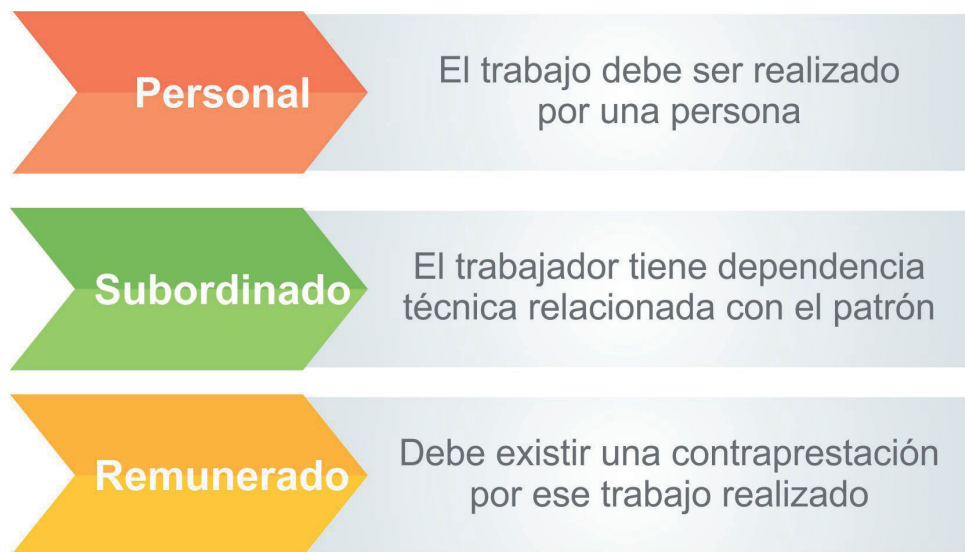 Personal
El trabajo debe ser realizado
por una persona
Subordinado
El trabajador tiene dependencia
técnica relacionada con el patrón
Remunerado
Debe existir una contraprestación
por ese trabajo realizado